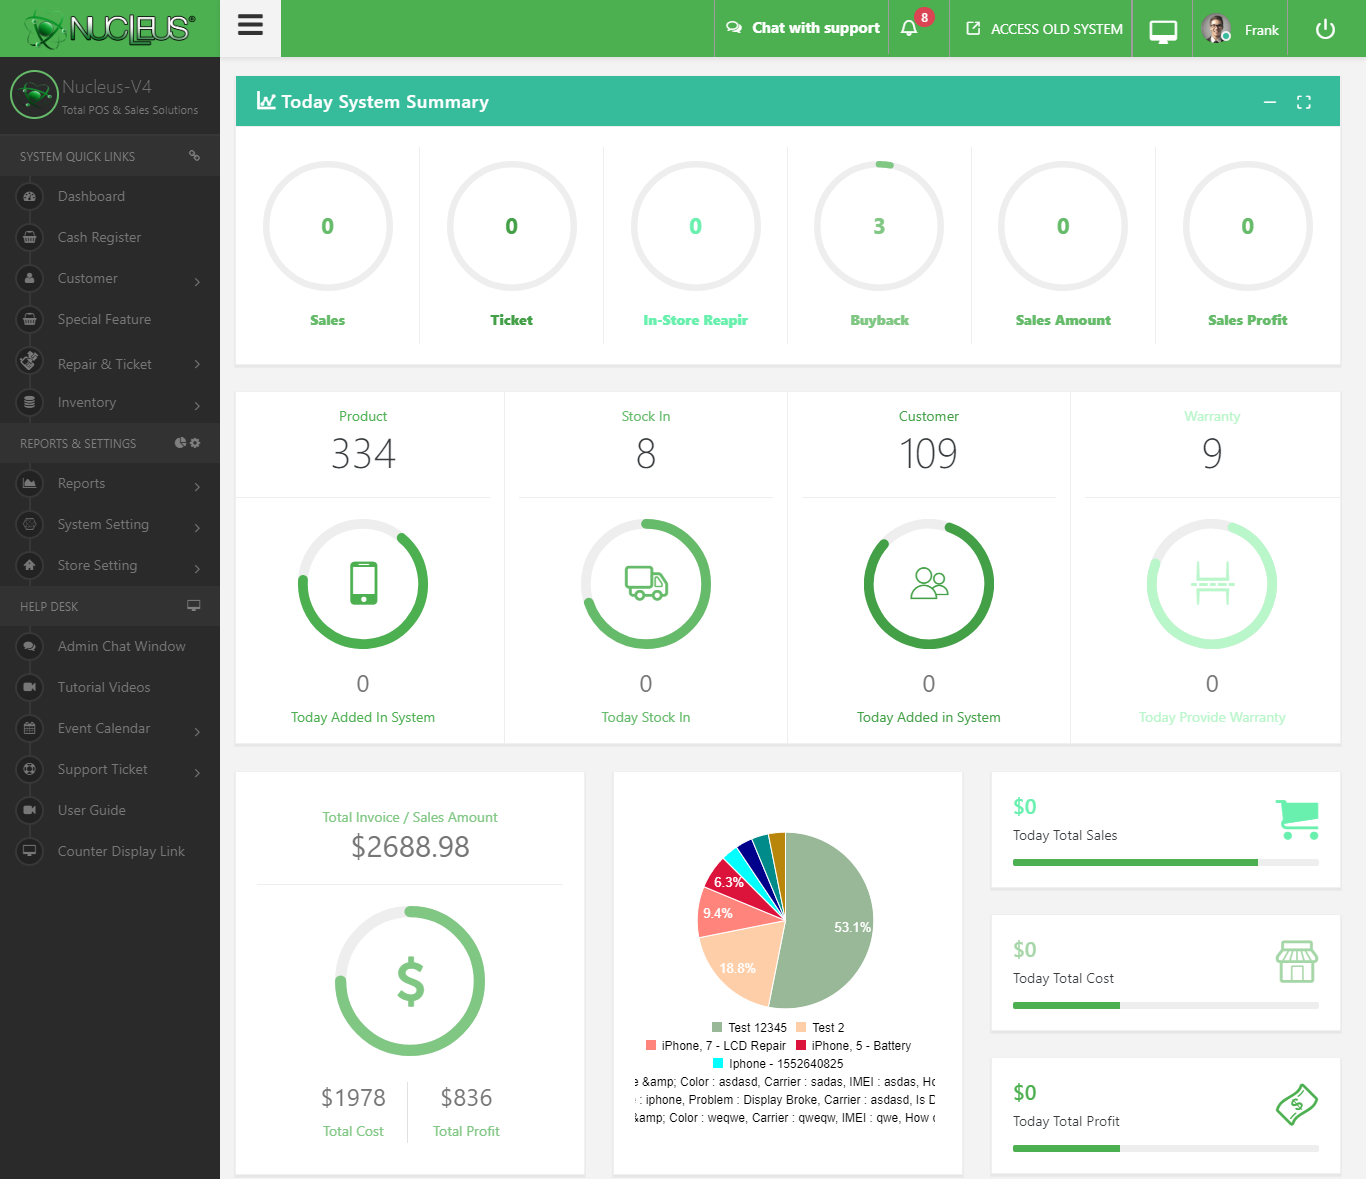 NUCLEUS®
Chat with support
8
ACCESS OLD SYSTEM
Frank
Nucleus-V4
Total POS & Sales Solutions
SYSTEM QUICK LINKS
Dashboard
Cash Register
Customer
Special Feature
Repair & Ticket
Inventory
REPORTS & SETTINGS
Reports
System Setting
Store Setting
HELP DESK
Admin Chat Window
Tutorial Videos
Event Calendar
Support Ticket
User Guide
Counter Display Link
Today System Summary
0
Sales
0
Ticket
0
In-Store Reapir
3
Buyback
0
Sales Amount
0
Sales Profit
Product
334
0
Today Added In System
Stock In
8
0
Today Stock In
Customer
109
0
Today Added in System
Warranty
9
0
Today Provide Warranty
Total Invoice / Sales Amount
$2688.98
$
$1978
Total Cost
$836
Total Profit
53.1%
18.8%
9.4%
6.3%
Test 12345
Test 2
iPhone, 7 - LCD Repair
iPhone, 5 - Battery
Iphone - 1552640825
e &amp; Color : asdasd, Carrier : sadas, IMEI : asdas, Ho
: iphone, Problem : Display Broke, Carrier : asdasd, Is D
&amp; Color : weqwe, Carrier : qweqw, IMEI : qwe, How
$0
Today Total Sales
$0
Today Total Cost
$0
Today Total Profit